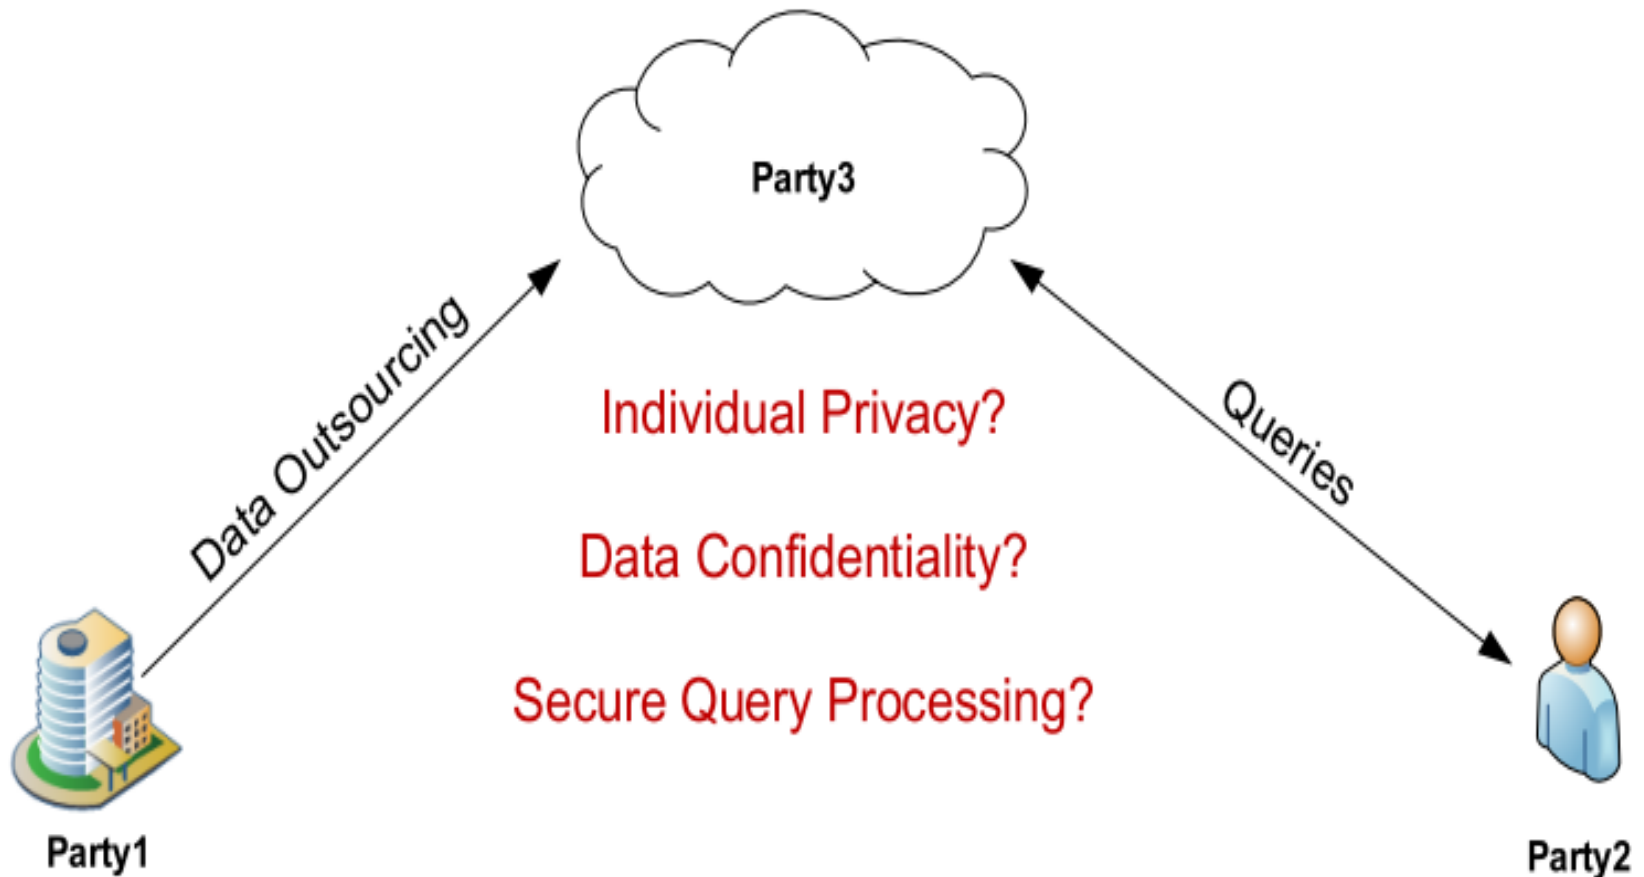 Party3
Data Outsourcing
Queries
Individual Privacy?
Data Confidentiality?
Secure Query Processing?
Party1
Party2